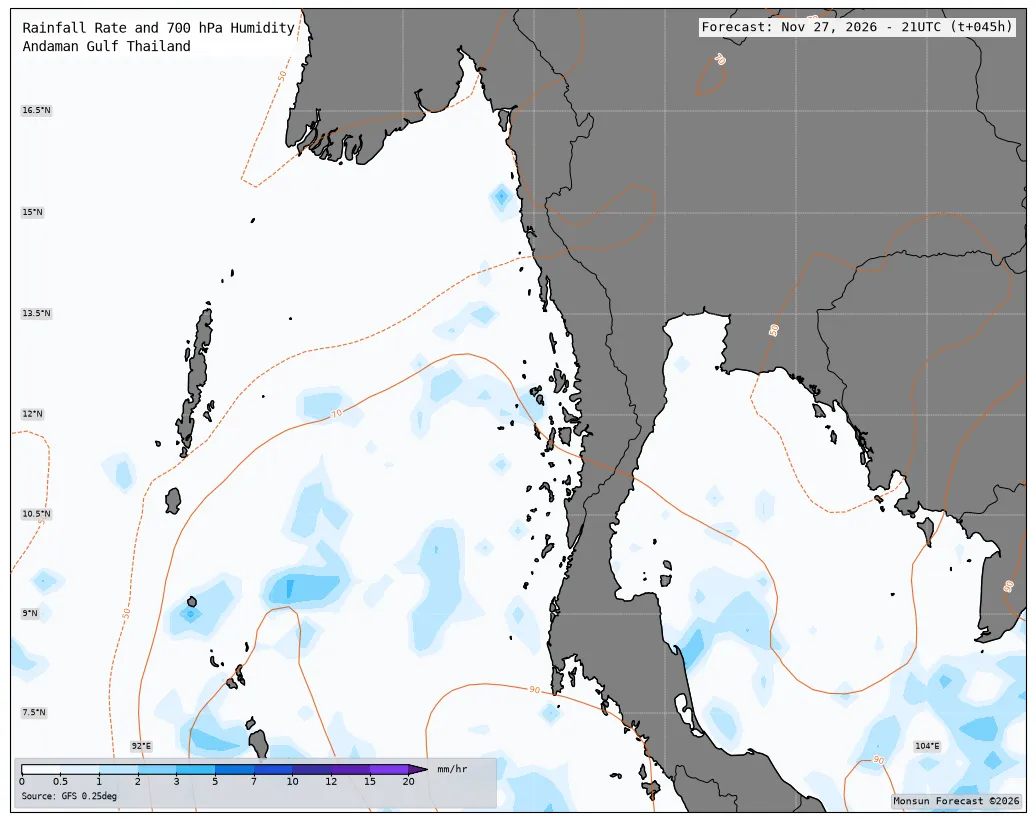 Rainfall Rate and 700 hPa Humidity
Andaman Gulf Thailand
Forecast: Nov 27, 2026 - 21UTC (t+045h)
50
70
16.5°N
15°N
13.5°N
50
12°N
70
10.5°N
50
9°N
50
90
7.5°N
92°E
104°E
90
0 0.5 1 2 3 5 7 10 12 15 20 mm/hr
Source: GFS 0.25deg
Monsun Forecast ©2026